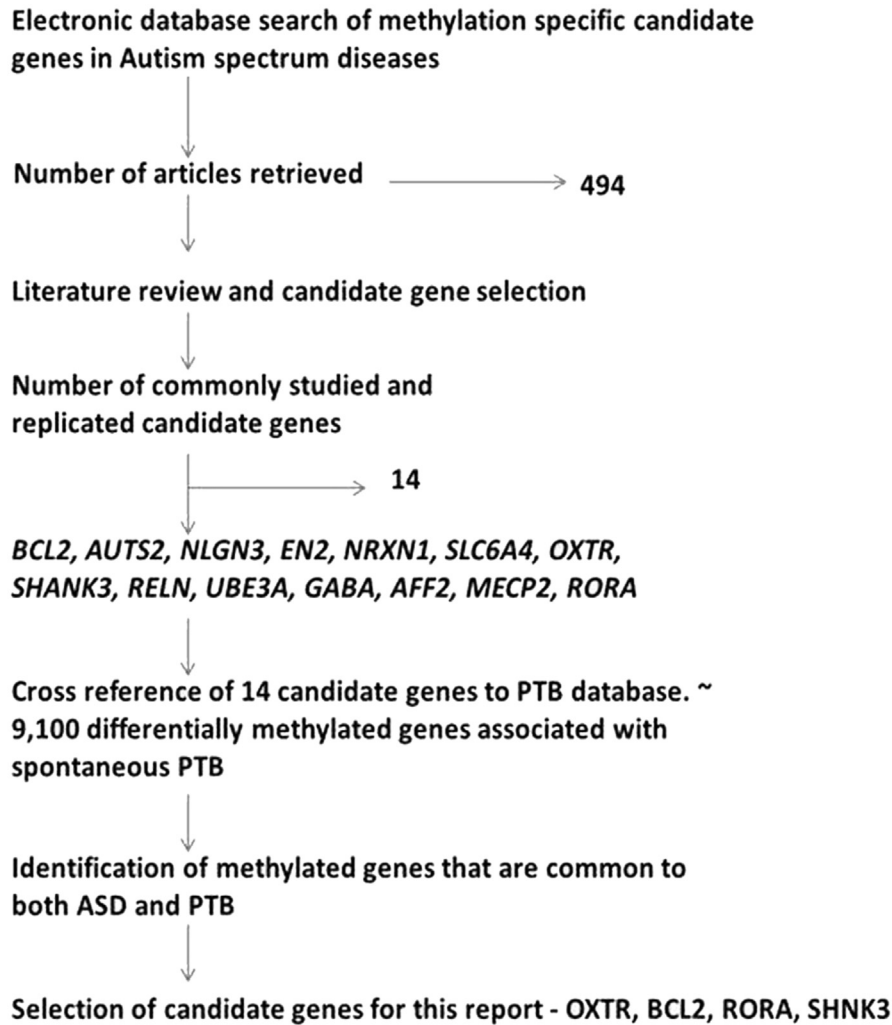 Electronic database search of methylation specific candidate
genes in Autism spectrum diseases
Number of articles retrieved
494
Literature review and candidate gene selection
Number of commonly studied and
replicated candidate genes
14
BCL2, AUTS2, NLGN3, EN2, NRXN1, SLC6A4, OXTR,
SHANK3, RELN, UBE3A, GABA, AFF2, MECP2, RORA
Cross reference of 14 candidate genes to PTB database. ~
9,100 differentially methylated genes associated with
spontaneous PTB
Identification of methylated genes that are common to
both ASD and PTB
Selection of candidate genes for this report - OXTR, BCL2, RORA, SHNK3